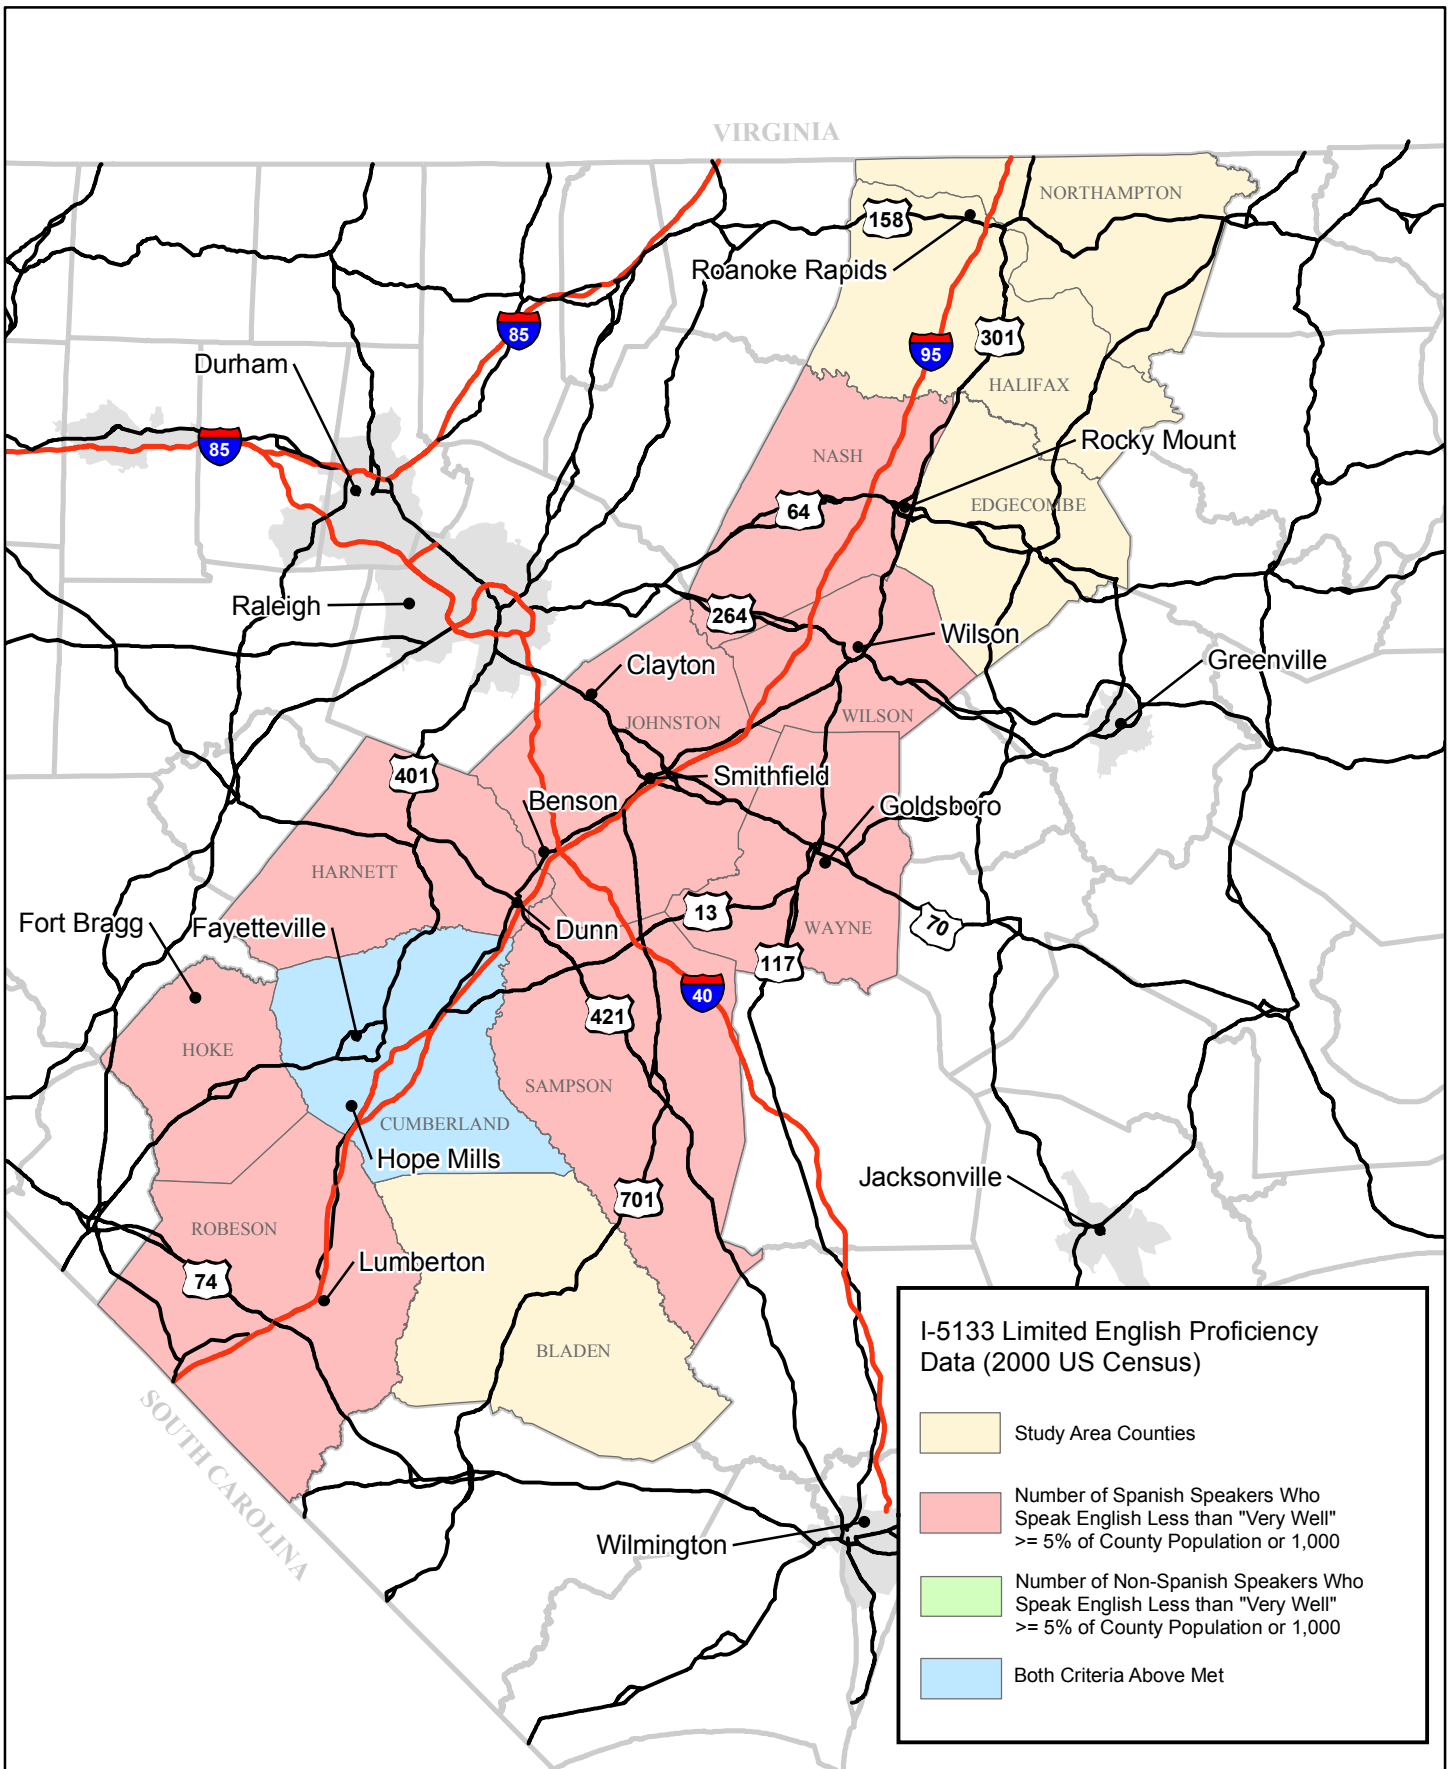 VIRGINIA
NORTHAMPTON
158
Roanoke Rapids
85
95
301
Durham
HALIFAX
85
Rocky Mount
NASH
64
EDGECOMBE
Raleigh
264
Wilson
Clayton
Greenville
JOHNSTON
WILSON
401
Smithfield
Benson
Goldsboro
HARNETT
13
Fort Bragg
Fayetteville
Dunn
WAYNE
70
117
40
421
HOKE
SAMPSON
CUMBERLAND
Hope Mills
Jacksonville
701
ROBESON
Lumberton
74
BLADEN
SOUTH CAROLINA
Wilmington
I-5133 Limited English Proficiency
Data (2000 US Census)
Study Area Counties
Number of Spanish Speakers Who
Speak English Less than "Very Well"
>= 5% of County Population or 1,000
Number of Non-Spanish Speakers Who
Speak English Less than "Very Well"
>= 5% of County Population or 1,000
Both Criteria Above Met